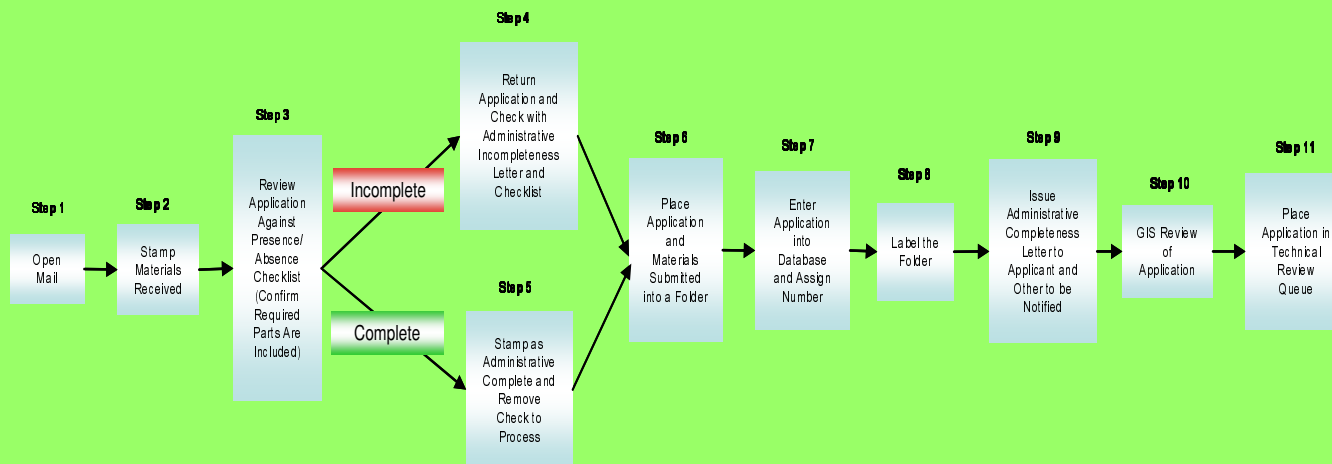 Step 1
Open
Mail
Step 2
Stamp
Materials
Received
Step 3
Review
Application
Against
Presence/
Absence
Checklist
(Confirm
Required
Parts Are
Included)
Incomplete
Complete
Step 4
Return
Application and
Check with
Administrative
Incompleteness
Letter and
Checklist
Step 5
Stamp as
Administrative
Complete and
Remove
Check to
Process
Step 6
Place
Application
and
Materials
Submitted
into a Folder
Step 7
Enter
Application
into
Database
and Assign
Number
Step 8
Label the
Folder
Step 9
Issue
Administrative
Completeness
Letter to
Applicant and
Other to be
Notified
Step 10
GIS Review
of
Application
Step 11
Place
Application in
Technical
Review
Queue